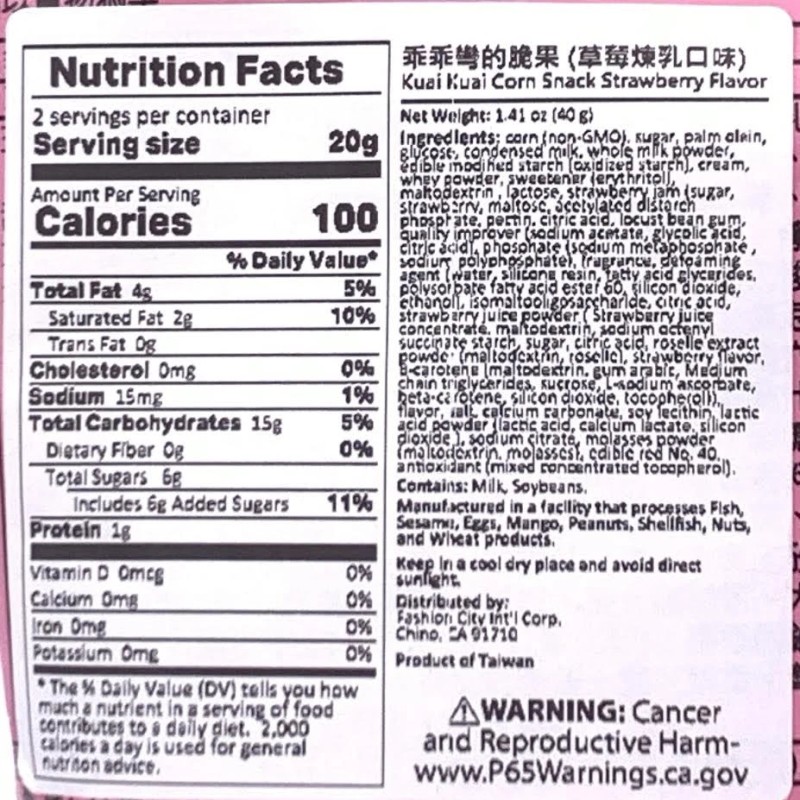 Nutrition Facts
2 servings per container
Serving size 20g
Amount Per Serving
Calories 100
% Daily Value*
Total Fat 4g 5%
Saturated Fat 2g 10%
Trans Fat 0g
Cholesterol 0mg 0%
Sodium 15mg 1%
Total Carbohydrates 15g 5%
Dietary Fiber 0g 0%
Total Sugars 6g
Includes 6g Added Sugars 11%
Protein 1g
Vitamin D 0mcg 0%
Calcium 0mg 0%
Iron 0mg 0%
Potassium 0mg 0%
* The % Daily Value (DV) tells you how
much a nutrient in a serving of food
contributes to a daily diet. 2,000
calories a day is used for general
nutrition advice.
乖乖彎的脆果 (草莓煉乳口味)
Kuai Kuai Corn Snack Strawberry Flavor
Net Weight: 1.41 oz (40 g)
Ingredients: corn (non-GMO), sugar, palm olein,
glucose, condensed milk, whole milk powder,
edible modified starch (oxidized starch), cream,
whey powder, sweetener (erythritol),
maltodextrin, lactose, strawberry jam (sugar,
strawberry, maltose, acetylated distarch
phosphate, pectin, citric acid, locust bean gum,
quality improver (sodium acetate, glycolic acid,
citric acid), phosphate (sodium metaphosphate,
sodium polyphosphate), fragrance, defoaming
agent (water, silicone resin, fatty acid glycerides,
polysorbate fatty acid ester 60, silicon dioxide,
ethanol), isomaltooligosaccharide, citric acid,
strawberry juice powder ( Strawberry juice
concentrate, maltodextrin, sodium octenyl
succinate starch, sugar, citric acid, roselle extract
powder (maltodextrin, roselle), strawberry flavor,
B-carotene (maltodextrin, gum arabic, Medium
chain triglycerides, sucrose, L-sodium ascorbate,
beta-carotene, silicon dioxide, tocopherol)),
flavor, salt, calcium carbonate, soy lecithin, lactic
acid powder (lactic acid, calcium lactate, silicon
dioxide ), sodium citrate, molasses powder
(maltodextrin, molasses), edible red No. 40,
antioxidant (mixed concentrated tocopherol).
Contains: Milk, Soybeans.
Manufactured in a facility that processes Fish,
Sesame, Eggs, Mango, Peanuts, Shellfish, Nuts,
and Wheat products.
Keep in a cool dry place and avoid direct
sunlight.
Distributed by:
Fashion City Int'l Corp.
Chino, CA 91710
Product of Taiwan
⚠WARNING: Cancer
and Reproductive Harm-
www.P65Warnings.ca.gov